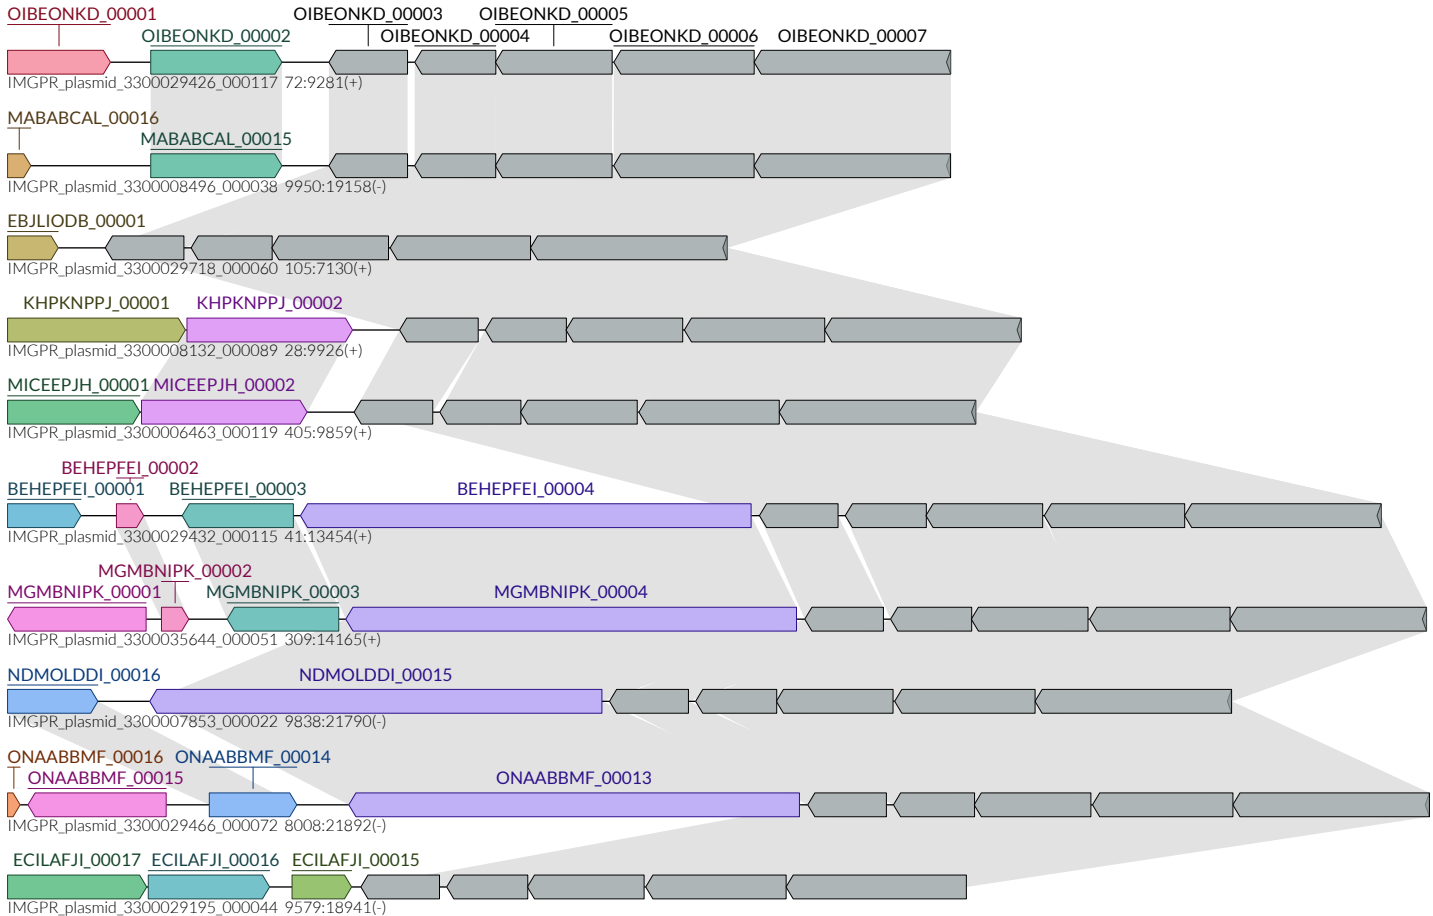 OIBEONKD_00001 OIBEONKD_00003 OIBEONKD_00005
OIBEONKD_00002 OIBEONKD_00004 OIBEONKD_00006 OIBEONKD_00007
IMGPR_plasmid_3300029426_000117 72:9281(+)
MABABCAL_00016
MABABCAL_00015
IMGPR_plasmid_3300008496_000038 9950:19158(-)
EBJLIODB_00001
IMGPR_plasmid_3300029718_000060 105:7130(+)
KHPKNPPJ_00001 KHPKNPPJ_00002
IMGPR_plasmid_3300008132_000089 28:9926(+)
MICEEPJH_00001 MICEEPJH_00002
IMGPR_plasmid_3300006463_000119 405:9859(+)
BEHEPFEI_00002
BEHEPFEI_00001 BEHEPFEI_00003 BEHEPFEI_00004
IMGPR_plasmid_3300029432_000115 41:13454(+)
MGMBNIPK_00002
MGMBNIPK_00001 MGMBNIPK_00003 MGMBNIPK_00004
IMGPR_plasmid_3300035644_000051 309:14165(+)
NDMOLDDI_00016 NDMOLDDI_00015
IMGPR_plasmid_3300007853_000022 9838:21790(-)
ONAABBMF_00016 ONAABBMF_00014
ONAABBMF_00015 ONAABBMF_00013
IMGPR_plasmid_3300029466_000072 8008:21892(-)
ECILAFJI_00017 ECILAFJI_00016 ECILAFJI_00015
IMGPR_plasmid_3300029195_000044 9579:18941(-)